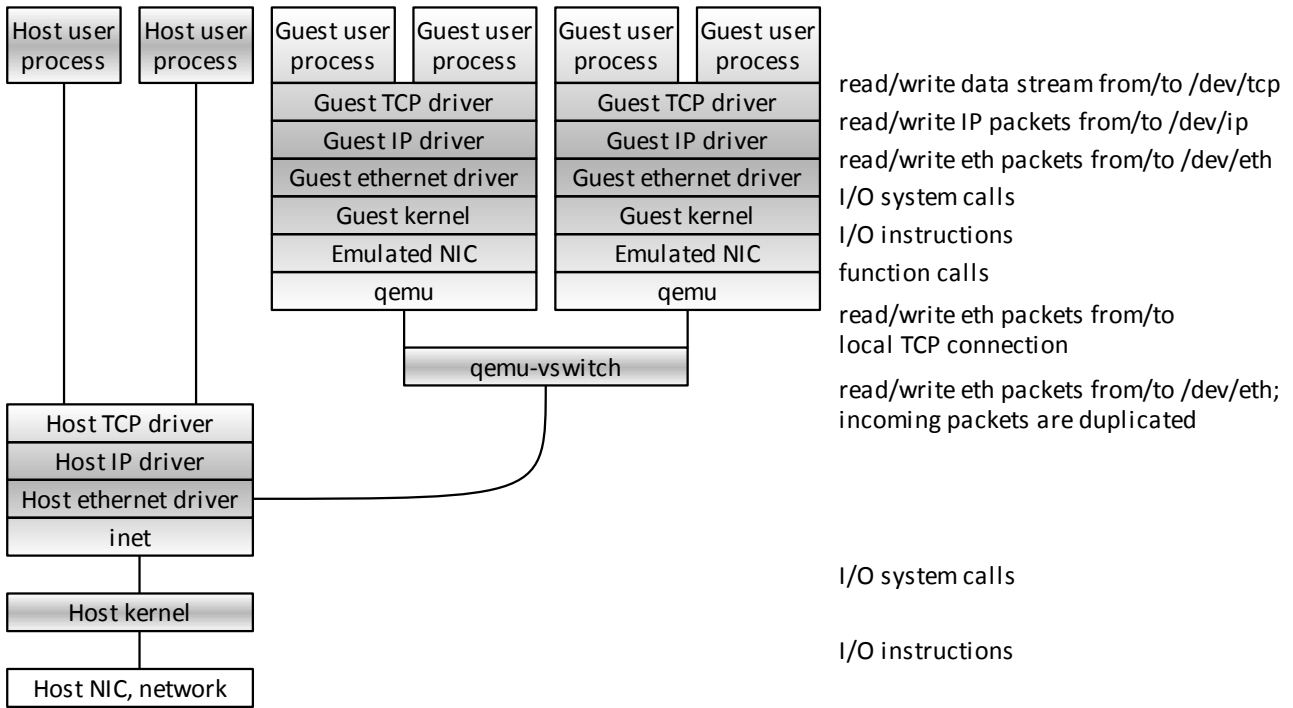 Host user
process
Host user
process
Guest user
process
Guest user
process
Guest user
process
Guest user
process
Guest TCP driver
Guest IP driver
Guest ethernet driver
Guest kernel
Emulated NIC
qemu
Guest TCP driver
Guest IP driver
Guest ethernet driver
Guest kernel
Emulated NIC
qemu
qemu-vswitch
Host TCP driver
Host IP driver
Host ethernet driver
inet
Host kernel
Host NIC, network
read/write data stream from/to /dev/tcp
read/write IP packets from/to /dev/ip
read/write eth packets from/to /dev/eth
I/O system calls
I/O instructions
function calls
read/write eth packets from/to
local TCP connection
read/write eth packets from/to /dev/eth;
incoming packets are duplicated
I/O system calls
I/O instructions